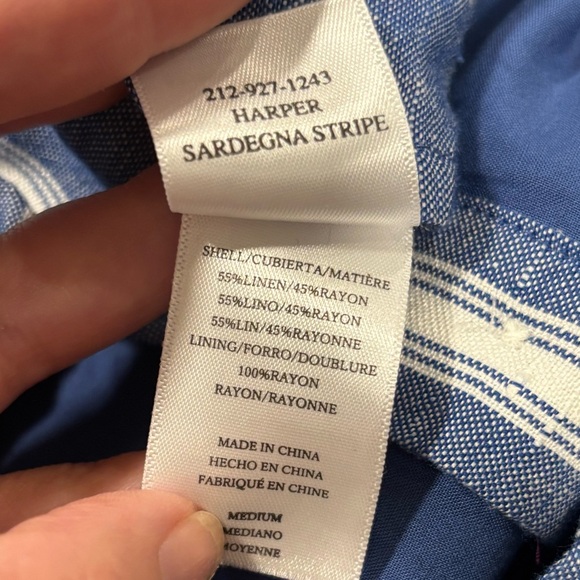 212-927-1243
HARPER
SARDEGNA STRIPE
SHELL/CUBIERTA/MATIÈRE
55%LINEN/45%RAYON
55%LINO/45%RAYON
55%LIN/45%RAYONNE
LINING/FORRO/DOUBLURE
100%RAYON
RAYON/RAYONNE
MADE IN CHINA
HECHO EN CHINA
FABRIQUÉ EN CHINE
MEDIUM
MEDIANO
MOYENNE